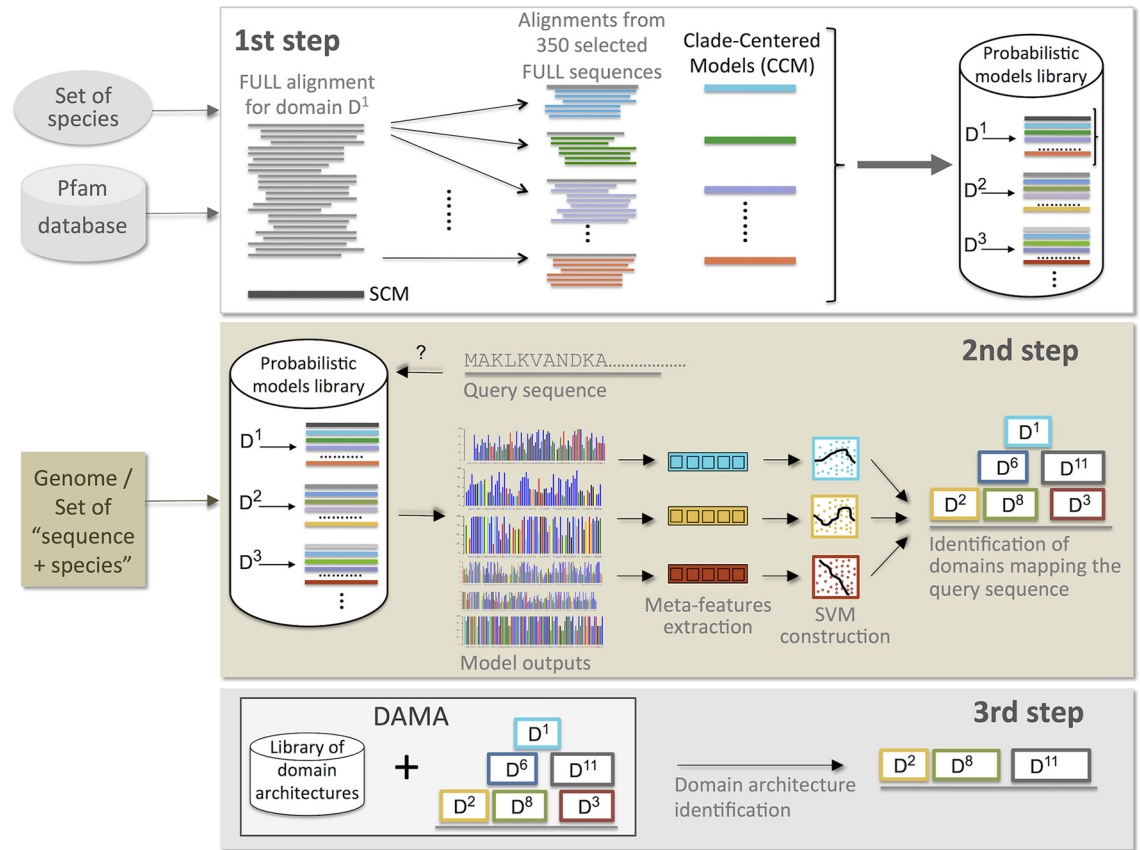 1st step
Set of
species
Pfam
database
FULL alignment
for domain D1
SCM
Alignments from
350 selected
FULL sequences
Clade-Centered
Models (CCM)
Probabilistic
models library
D1
D2
D3
2nd step
Genome /
Set of
“sequence
+ species”
Probabilistic
models library
D1
D2
D3
?
MAKLKVANDKA..................
Query sequence
Model outputs
Meta-features
extraction
SVM
construction
D1
D6 D11
D2 D8 D3
Identification of
domains mapping the
query sequence
3rd step
DAMA
Library of
domain
architectures
+
D1
D6 D11
D2 D8 D3
Domain architecture
identification
D2 D8 D11